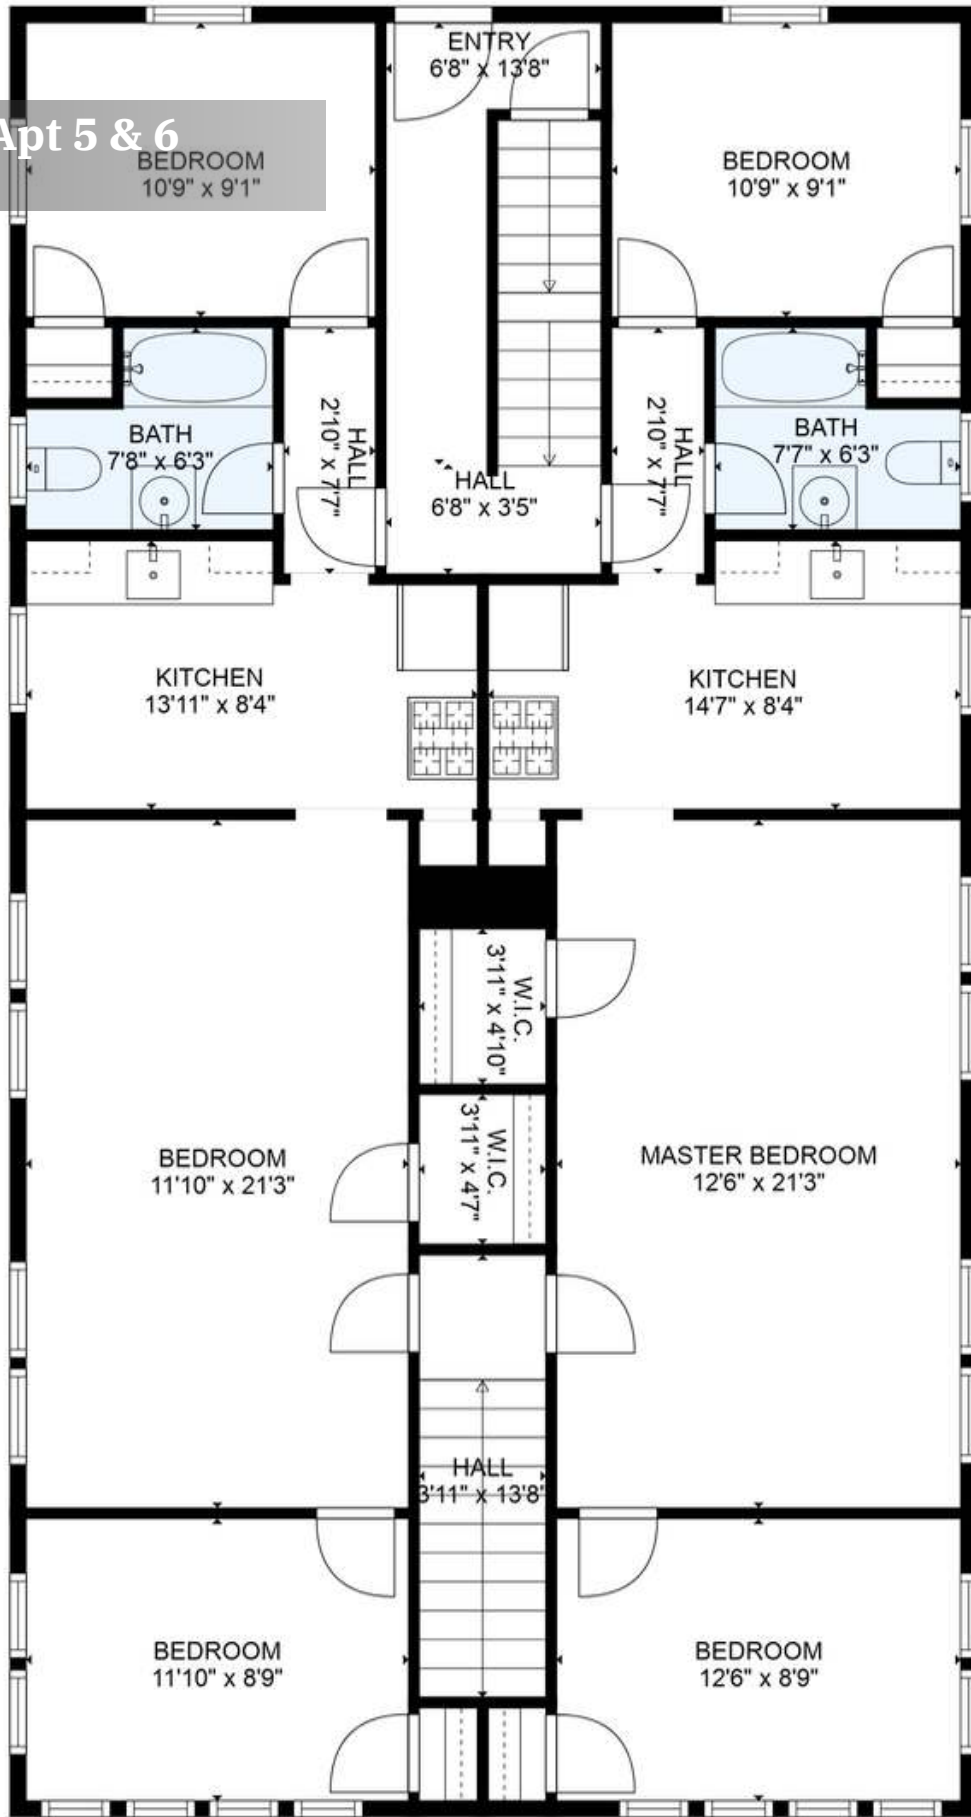 ENTRY
6'8" x 13'8"
Apt 5 & 6
BEDROOM
10'9" x 9'1"
BEDROOM
10'9" x 9'1"
BATH
7'8" x 6'3"
HALL
2'10" x 7'7"
HALL
6'8" x 3'5"
HALL
2'10" x 7'7"
BATH
7'7" x 6'3"
KITCHEN
13'11" x 8'4"
KITCHEN
14'7" x 8'4"
W.I.C.
3'11" x 4'10"
W.I.C.
3'11" x 4'7"
BEDROOM
11'10" x 21'3"
MASTER BEDROOM
12'6" x 21'3"
HALL
3'11" x 13'8"
BEDROOM
11'10" x 8'9"
BEDROOM
12'6" x 8'9"